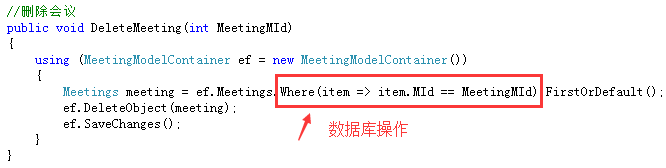 //删除会议
public void DeleteMeeting(int MeetingMId)
{
using (MeetingModelContainer ef = new MeetingModelContainer())
{
Meetings meeting = ef.Meetings.Where(item => item.MId == MeetingMId).FirstOrDefault();
ef.DeleteObject(meeting);
ef.SaveChanges();
}
}
数据库操作